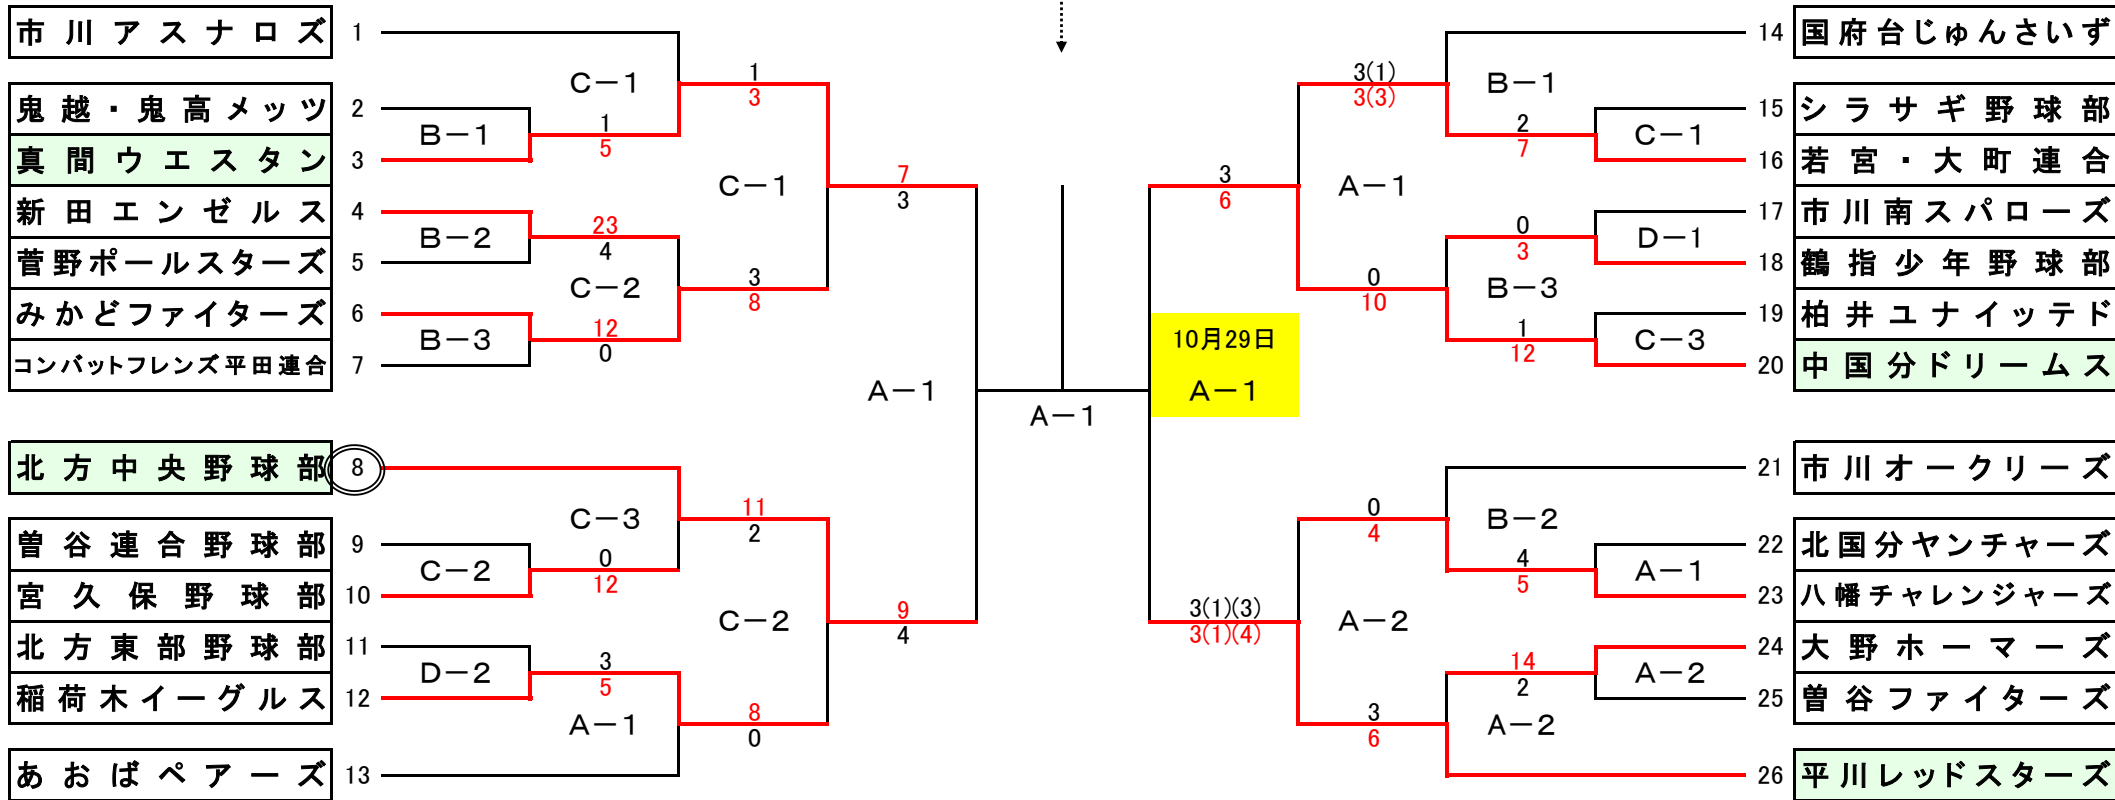 市川アスナロズ 1
鬼越・鬼高メッツ 2
真間ウエスタン 3
新田エンゼルス 4
菅野ポールスターズ 5
みかどファイターズ 6
コンバットフレンズ平田連合 7
北方中央野球部 8
曽谷連合野球部 9
宮久保野球部 10
北方東部野球部 11
稲荷木イーグルス 12
あおばペアーズ 13
B-1
B-2
B-3
C-2
D-2
1
5
23
4
12
0
0
12
3
5
C-1
C-2
C-3
A-1
1
3
3
8
11
2
8
0
C-1
C-2
7
3
9
4
A-1
A-1
10月29日
A-1
3
6
3(1)(3)
3(1)(4)
A-1
A-2
3(1)
3(3)
0
10
0
4
3
6
B-1
B-3
B-2
A-2
2
7
0
3
1
12
4
5
14
2
C-1
D-1
C-3
A-1
A-2
14 国府台じゅんさいず
15 シラサギ野球部
16 若宮・大町連合
17 市川南スパローズ
18 鶴指少年野球部
19 柏井ユナイッテド
20 中国分ドリームス
21 市川オークリーズ
22 北国分ヤンチャーズ
23 八幡チャレンジャーズ
24 大野ホーマーズ
25 曽谷ファイターズ
26 平川レッドスターズ